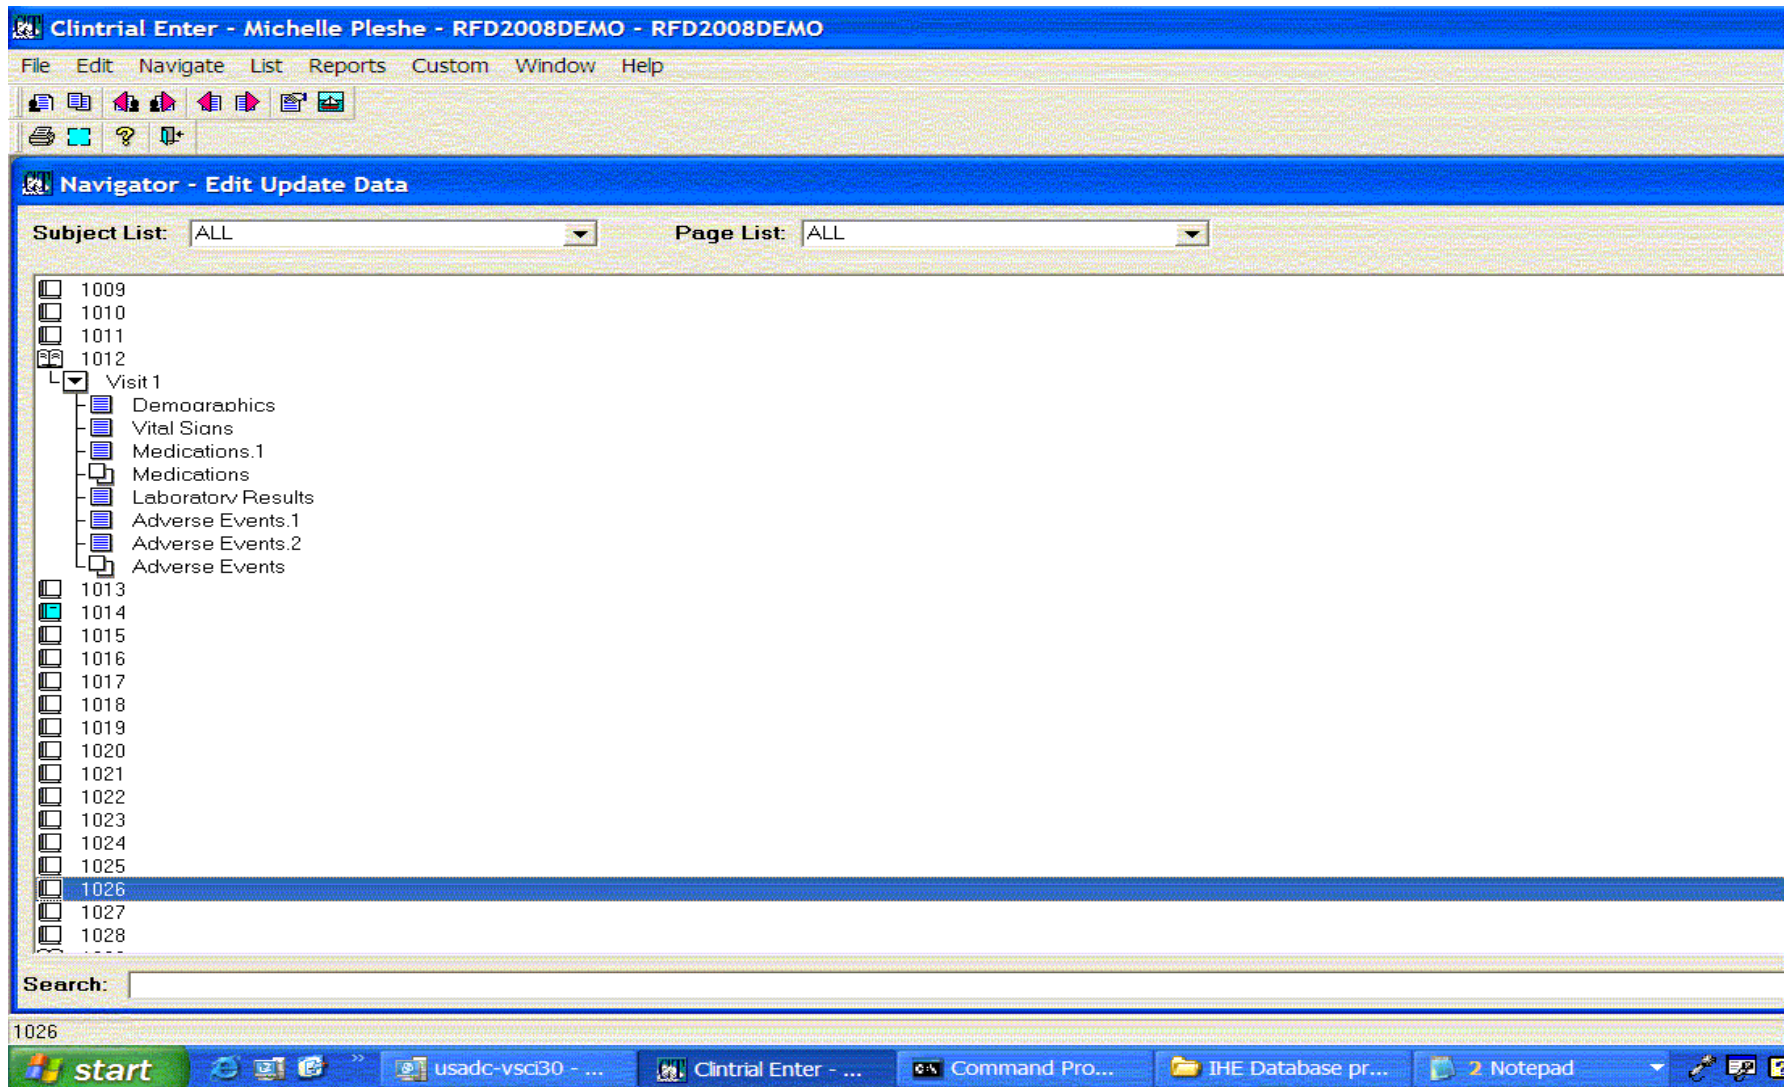 Clintrial Enter - Michelle Pleshe - RFD2008DEMO - RFD2008DEMO
File Edit Navigate List Reports Custom Window Help
Navigator - Edit Update Data
Subject List: ALL Page List: ALL
1009
1010
1011
1012
Visit 1
Demographics
Vital Signs
Medications.1
Medications
Laboratory Results
Adverse Events.1
Adverse Events.2
Adverse Events
1013
1014
1015
1016
1017
1018
1019
1020
1021
1022
1023
1024
1025
1026
1027
1028
Search:
1026
start usadc-vsci30 - ... Clintrial Enter - ... Command Pro... IHE Database pr... 2 Notepad